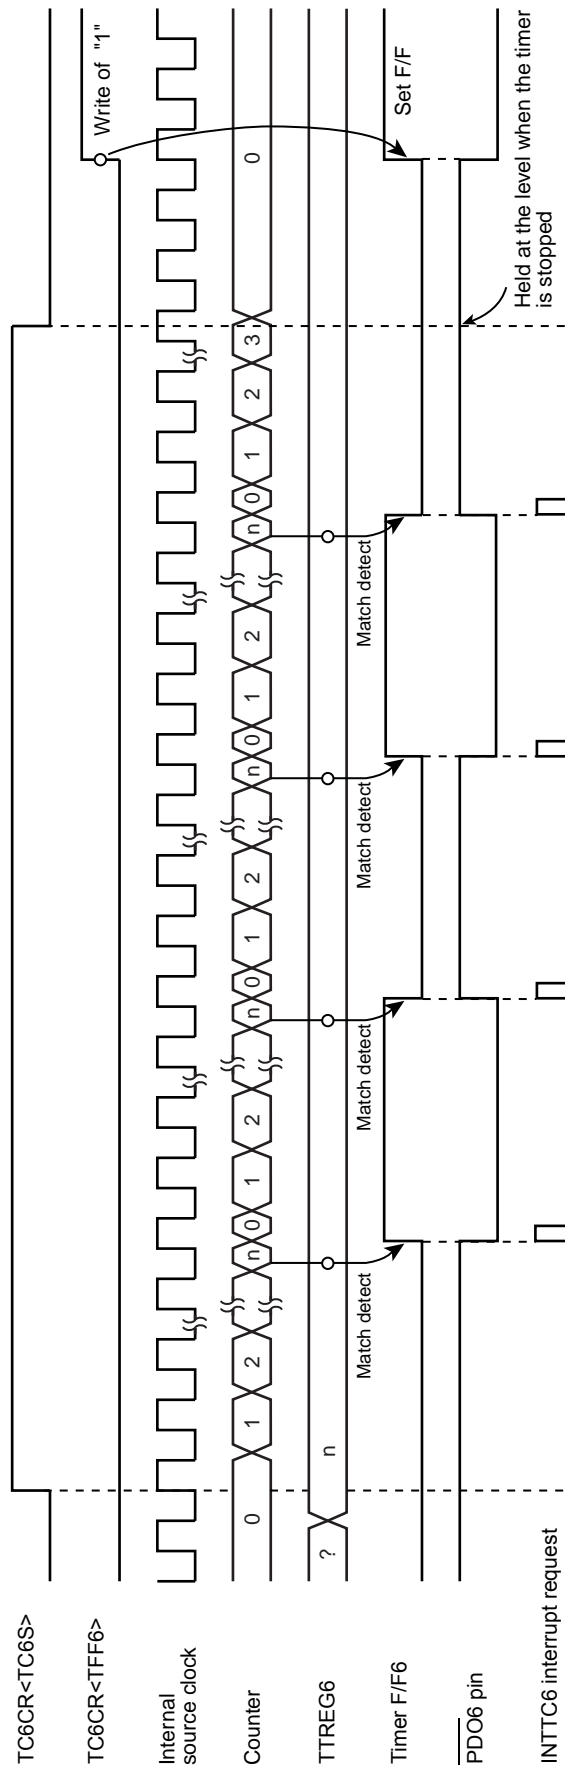 TC6CR<TC6S>
TC6CR<TFF6>
Write of "1"
Internal
source clock
Counter
0
1
2
n
0
1
2
n
0
1
2
n
0
1
2
n
0
1
2
3
0
TTREG6
?
n
Match detect
Match detect
Match detect
Match detect
Timer F/F6
Set F/F
PDO6 pin
Held at the level when the timer
is stopped
INTTC6 interrupt request